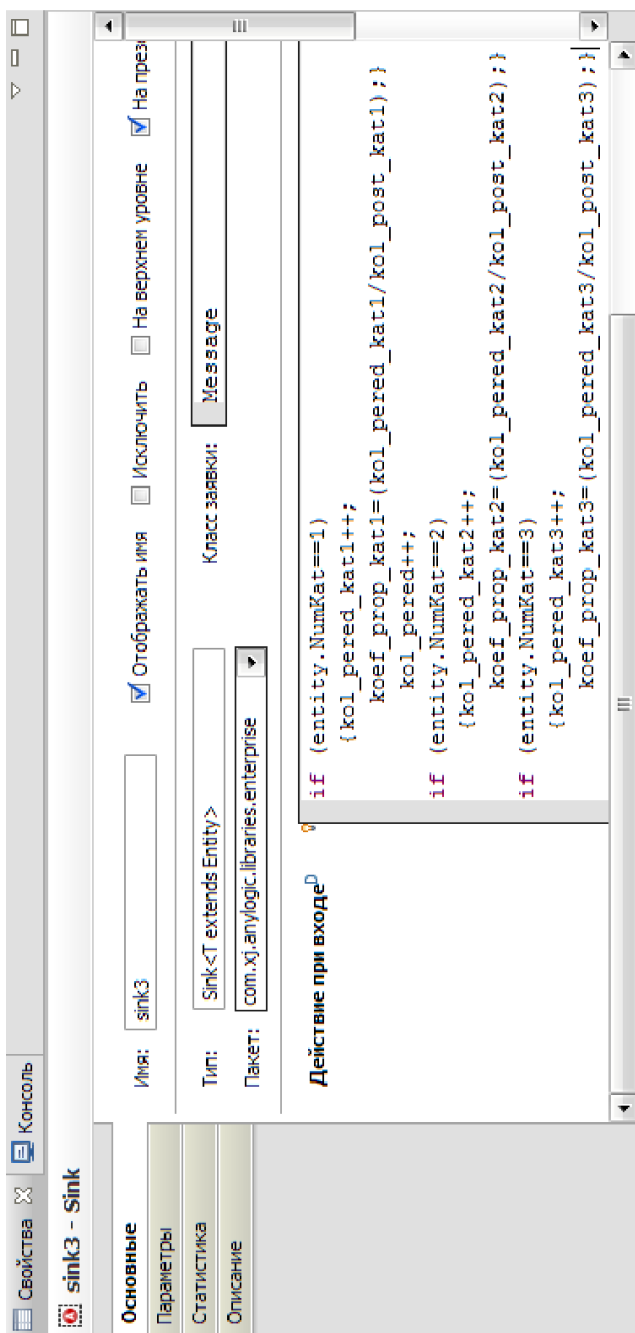 Свойства Консоль
sink3 - Sink
Основные
Параметры
Статистика
Описание
Имя: sink3 Отображать имя Исключить На верхнем уровне На през
Тип: Sink<T extends Entity> Класс заявки: Message
Пакет: com.xj.anylogic.libraries.enterprise
Действие при входе
if (entity.NumKat==1)
{kol_pered_kat1++;
koef_prop_kat1=(kol_pered_kat1/kol_post_kat1);}
kol_pered++;
if (entity.NumKat==2)
{kol_pered_kat2++;
koef_prop_kat2=(kol_pered_kat2/kol_post_kat2);}
if (entity.NumKat==3)
{kol_pered_kat3++;
koef_prop_kat3=(kol_pered_kat3/kol_post_kat3);}